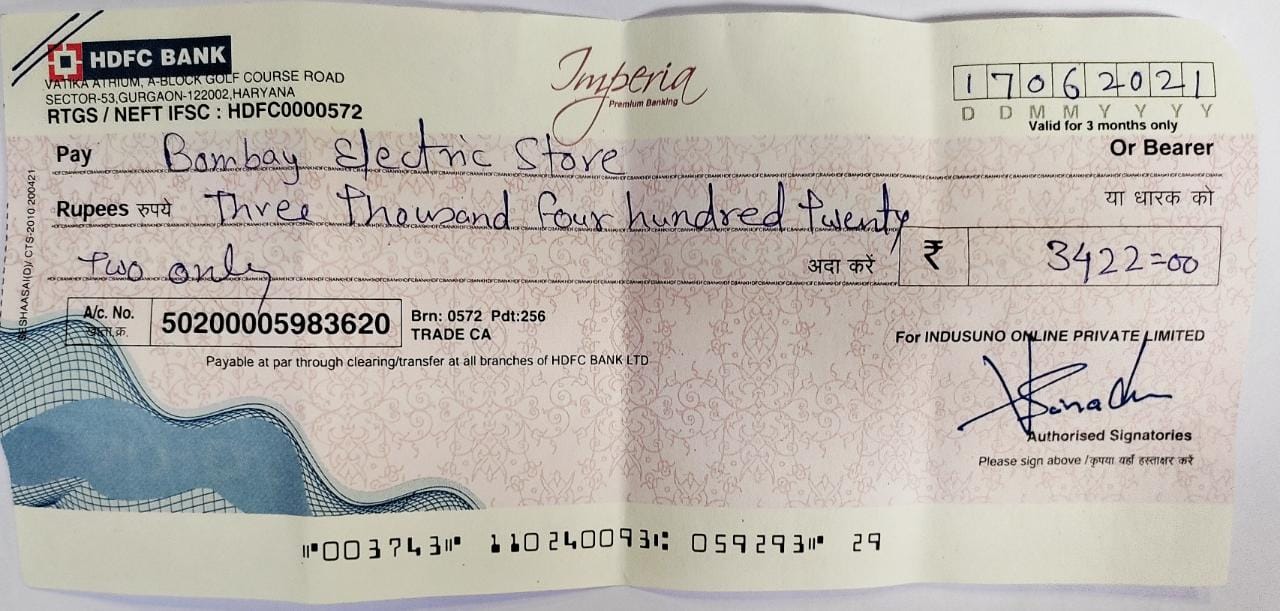 HDFC BANK
VATIKA ATRIUM, A-BLOCK GOLF COURSE ROAD
SECTOR-53,GURGAON-122002,HARYANA
RTGS / NEFT IFSC : HDFC0000572
Imperia
Premium Banking
17062021
D D M M Y Y Y Y
Valid for 3 months only
Pay Bombay Electric Store Or Bearer
या धारक को
Rupees रुपये Three Thousand four hundred twenty
two only अदा करें ₹ 3422=00
A/c. No. 50200005983620 Brn: 0572 Pdt:256
खाता.क्र. TRADE CA
Payable at par through clearing/transfer at all branches of HDFC BANK LTD
For INDUSUNO ONLINE PRIVATE LIMITED
Authorised Signatories
Please sign above / कृपया यहाँ हस्ताक्षर करें
CTS-2010 200421
⑈003743⑈ 110240093⑆ 059293⑈ 29